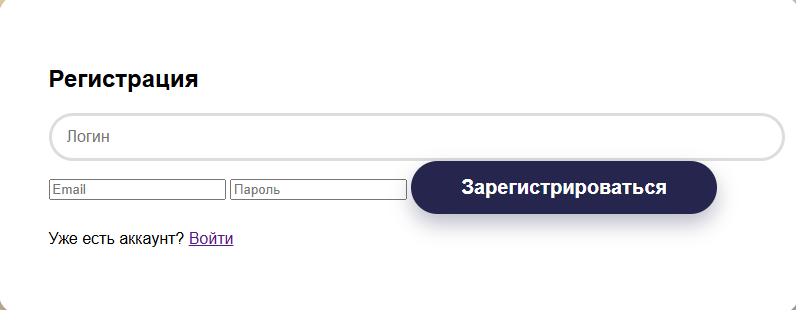 Регистрация
Логин
Email Пароль Зарегистрироваться
Уже есть аккаунт? Войти